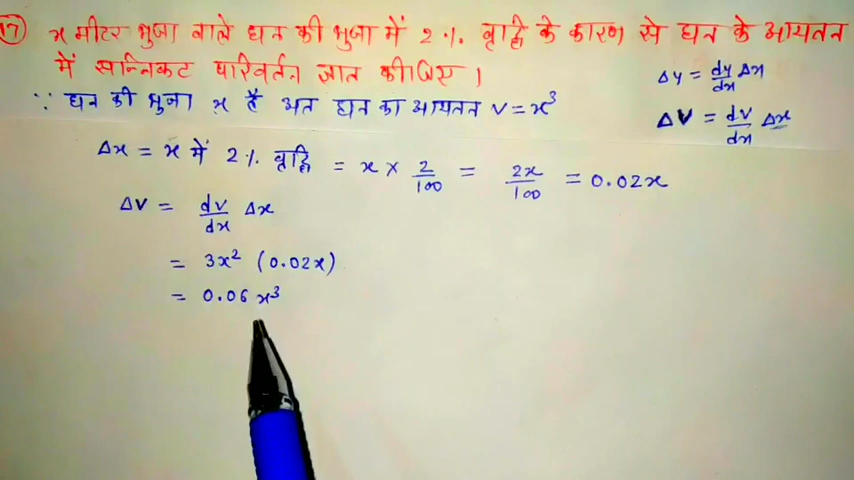 17) x मीटर भुजा वाले घन की भुजा में 2 %. वृद्धि के कारण से घन के आयतन
में सन्निकट परिवर्तन ज्ञात कीजिए।
Δy = dy/dx Δx
∵ घन की भुजा x है अतः घन का आयतन V = x³
ΔV = dV/dx Δx
Δx = x में 2 %. वृद्धि = x × 2/100 = 2x/100 = 0.02x
ΔV = dV/dx Δx
= 3x² (0.02x)
= 0.06 x³